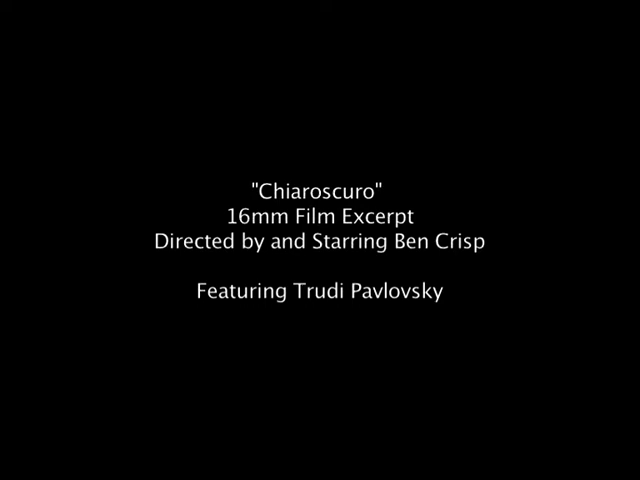 "Chiaroscuro"
16mm Film Excerpt
Directed by and Starring Ben Crisp
Featuring Trudi Pavlovsky